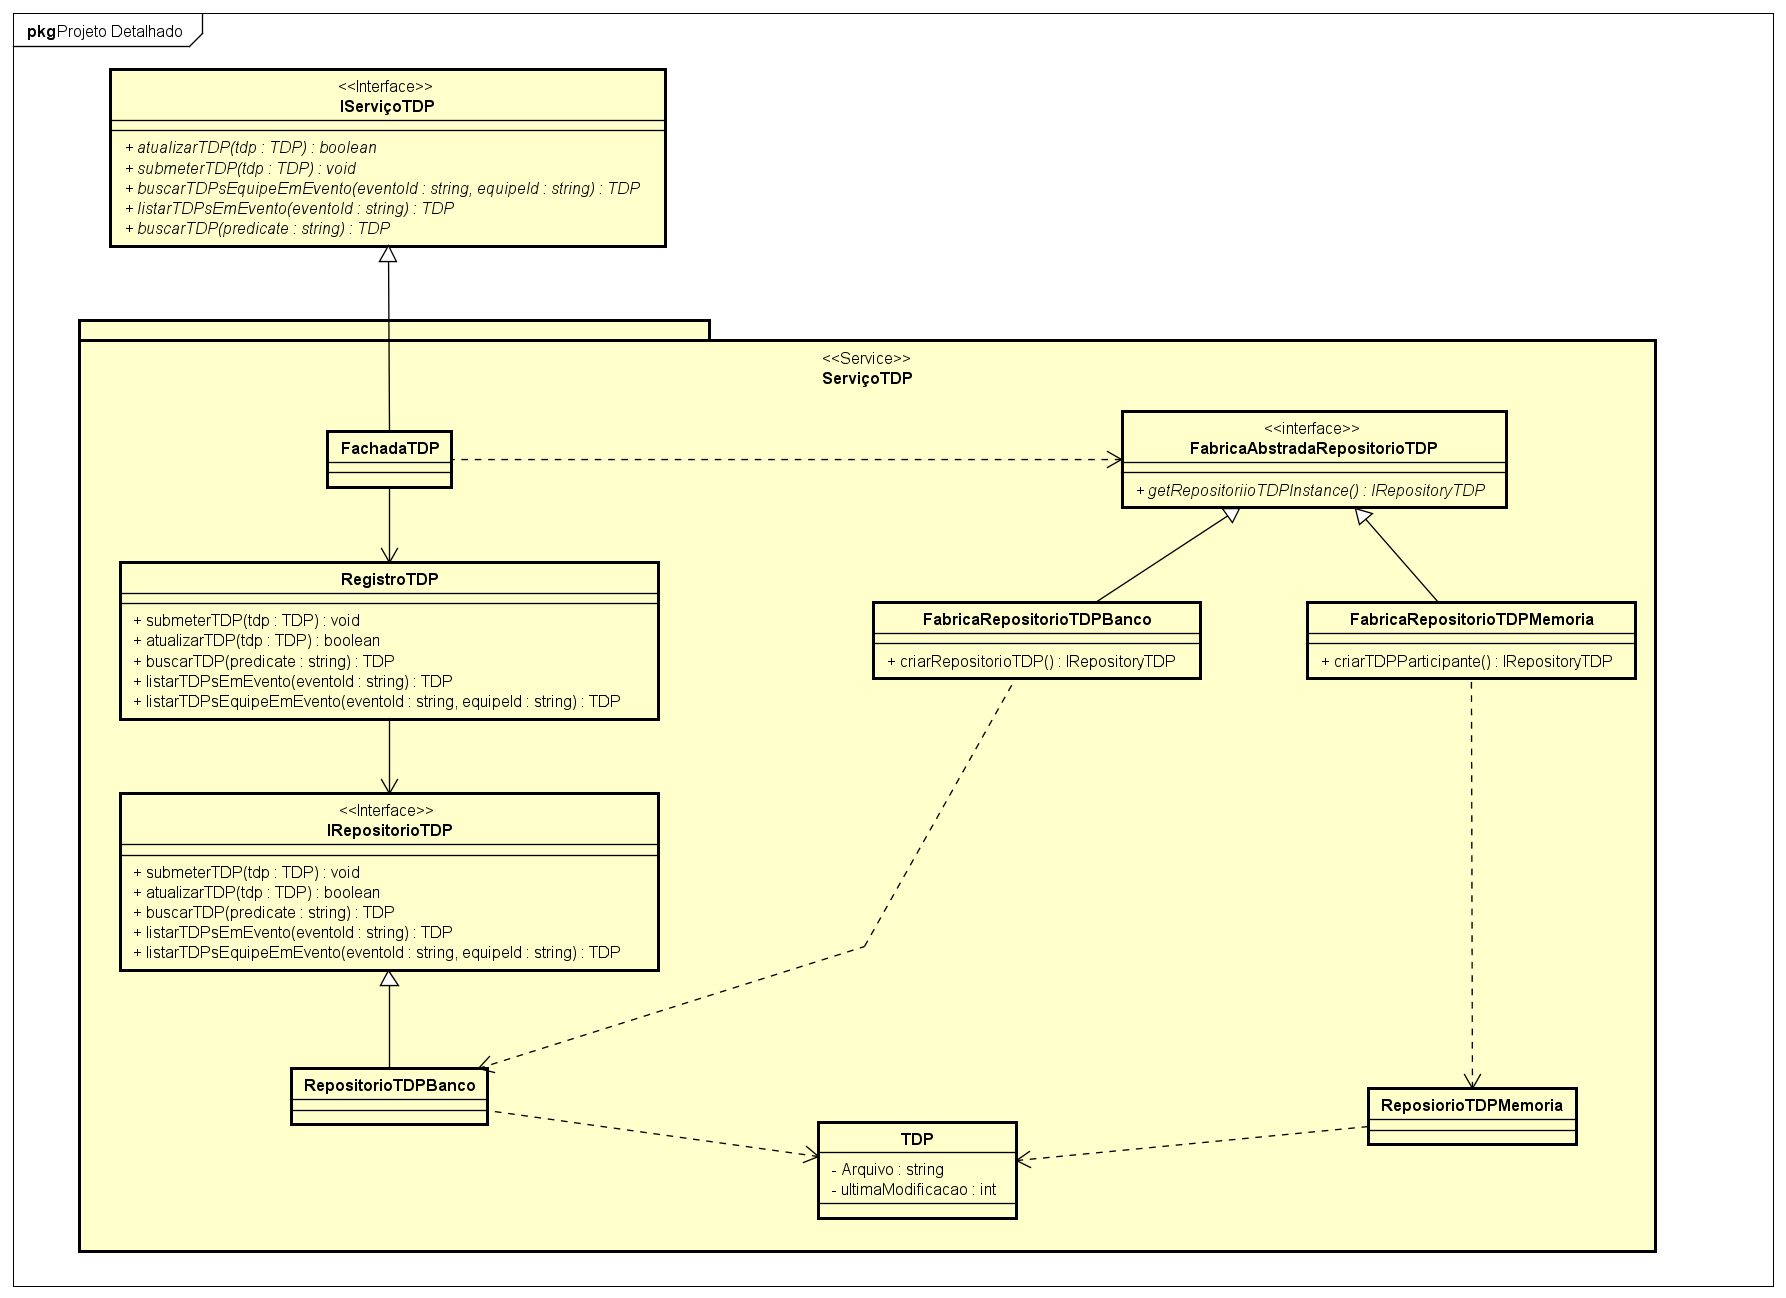 pkgProjeto Detalhado
<<Interface>>
IServiçoTDP
+ atualizarTDP(tdp : TDP) : boolean
+ submeterTDP(tdp : TDP) : void
+ buscarTDPsEquipeEmEvento(eventoId : string, equipeId : string) : TDP
+ listarTDPsEmEvento(eventoId : string) : TDP
+ buscarTDP(predicate : string) : TDP
<<Service>>
ServiçoTDP
FachadaTDP
<<interface>>
FabricaAbstradaRepositorioTDP
+ getRepositoriioTDPInstance() : IRepositoryTDP
RegistroTDP
+ submeterTDP(tdp : TDP) : void
+ atualizarTDP(tdp : TDP) : boolean
+ buscarTDP(predicate : string) : TDP
+ listarTDPsEmEvento(eventoId : string) : TDP
+ listarTDPsEquipeEmEvento(eventoId : string, equipeId : string) : TDP
FabricaRepositorioTDPBanco
+ criarRepositorioTDP() : IRepositoryTDP
FabricaRepositorioTDPMemoria
+ criarTDPParticipante() : IRepositoryTDP
<<Interface>>
IRepositorioTDP
+ submeterTDP(tdp : TDP) : void
+ atualizarTDP(tdp : TDP) : boolean
+ buscarTDP(predicate : string) : TDP
+ listarTDPsEmEvento(eventoId : string) : TDP
+ listarTDPsEquipeEmEvento(eventoId : string, equipeId : string) : TDP
RepositorioTDPBanco
ReposiorioTDPMemoria
TDP
- Arquivo : string
- ultimaModificacao : int